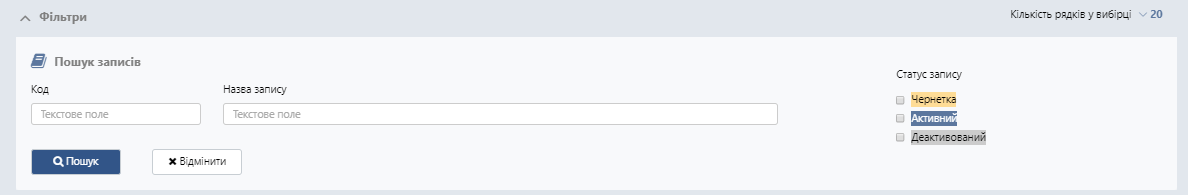 Фільтри
Кількість рядків у вибірці 20
Пошук записів
Код
Назва запису
Статус запису
Текстове поле
Текстове поле
Чернетка
Активний
Деактивований
Пошук
Відмінити